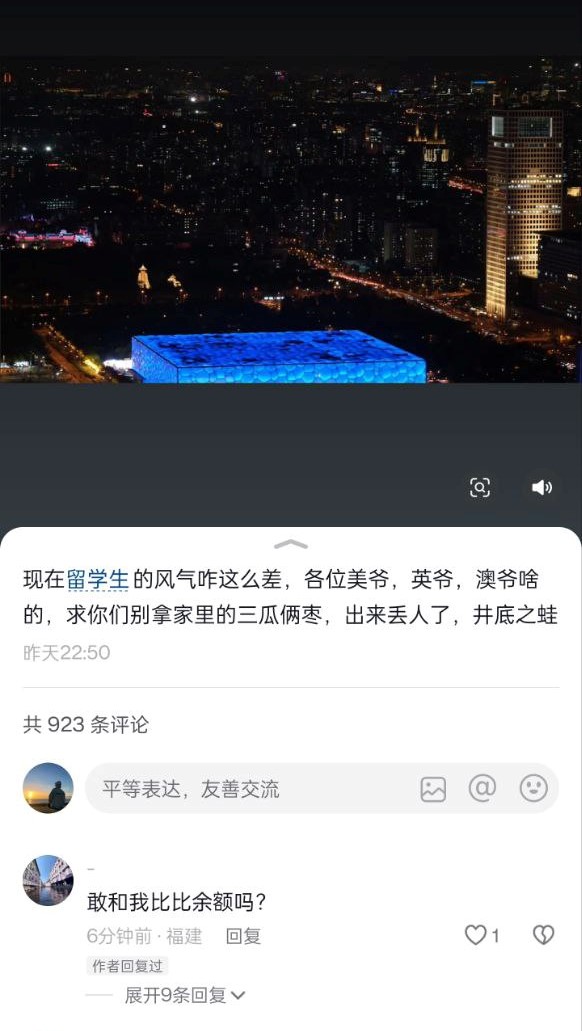 现在留学生的风气咋这么差，各位美爷，英爷，澳爷啥
的，求你们别拿家里的三瓜俩枣，出来丢人了，井底之蛙
昨天22:50
共 923 条评论
平等表达，友善交流
-
敢和我比比余额吗？
6分钟前 · 福建 回复 1
作者回复过
展开9条回复